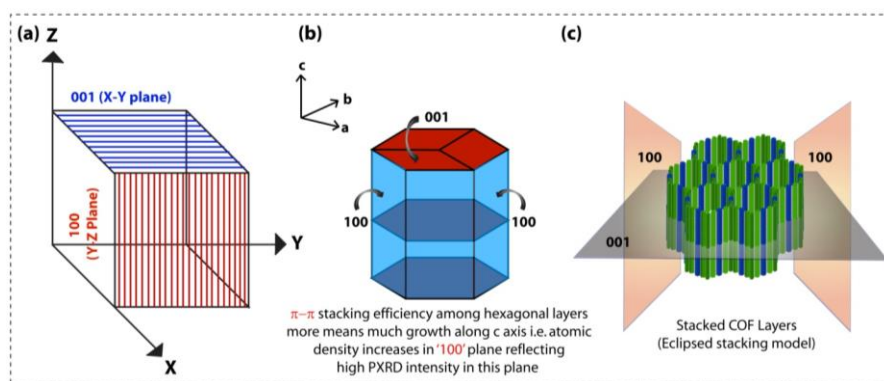 (a)
Z
001 (X-Y plane)
100
(Y-Z Plane)
Y
X
(b)
c
b
a
001
100
100
π–π stacking efficiency among hexagonal layers
more means much growth along c axis i.e. atomic
density increases in '100' plane reflecting
high PXRD intensity in this plane
(c)
100
100
001
Stacked COF Layers
(Eclipsed stacking model)